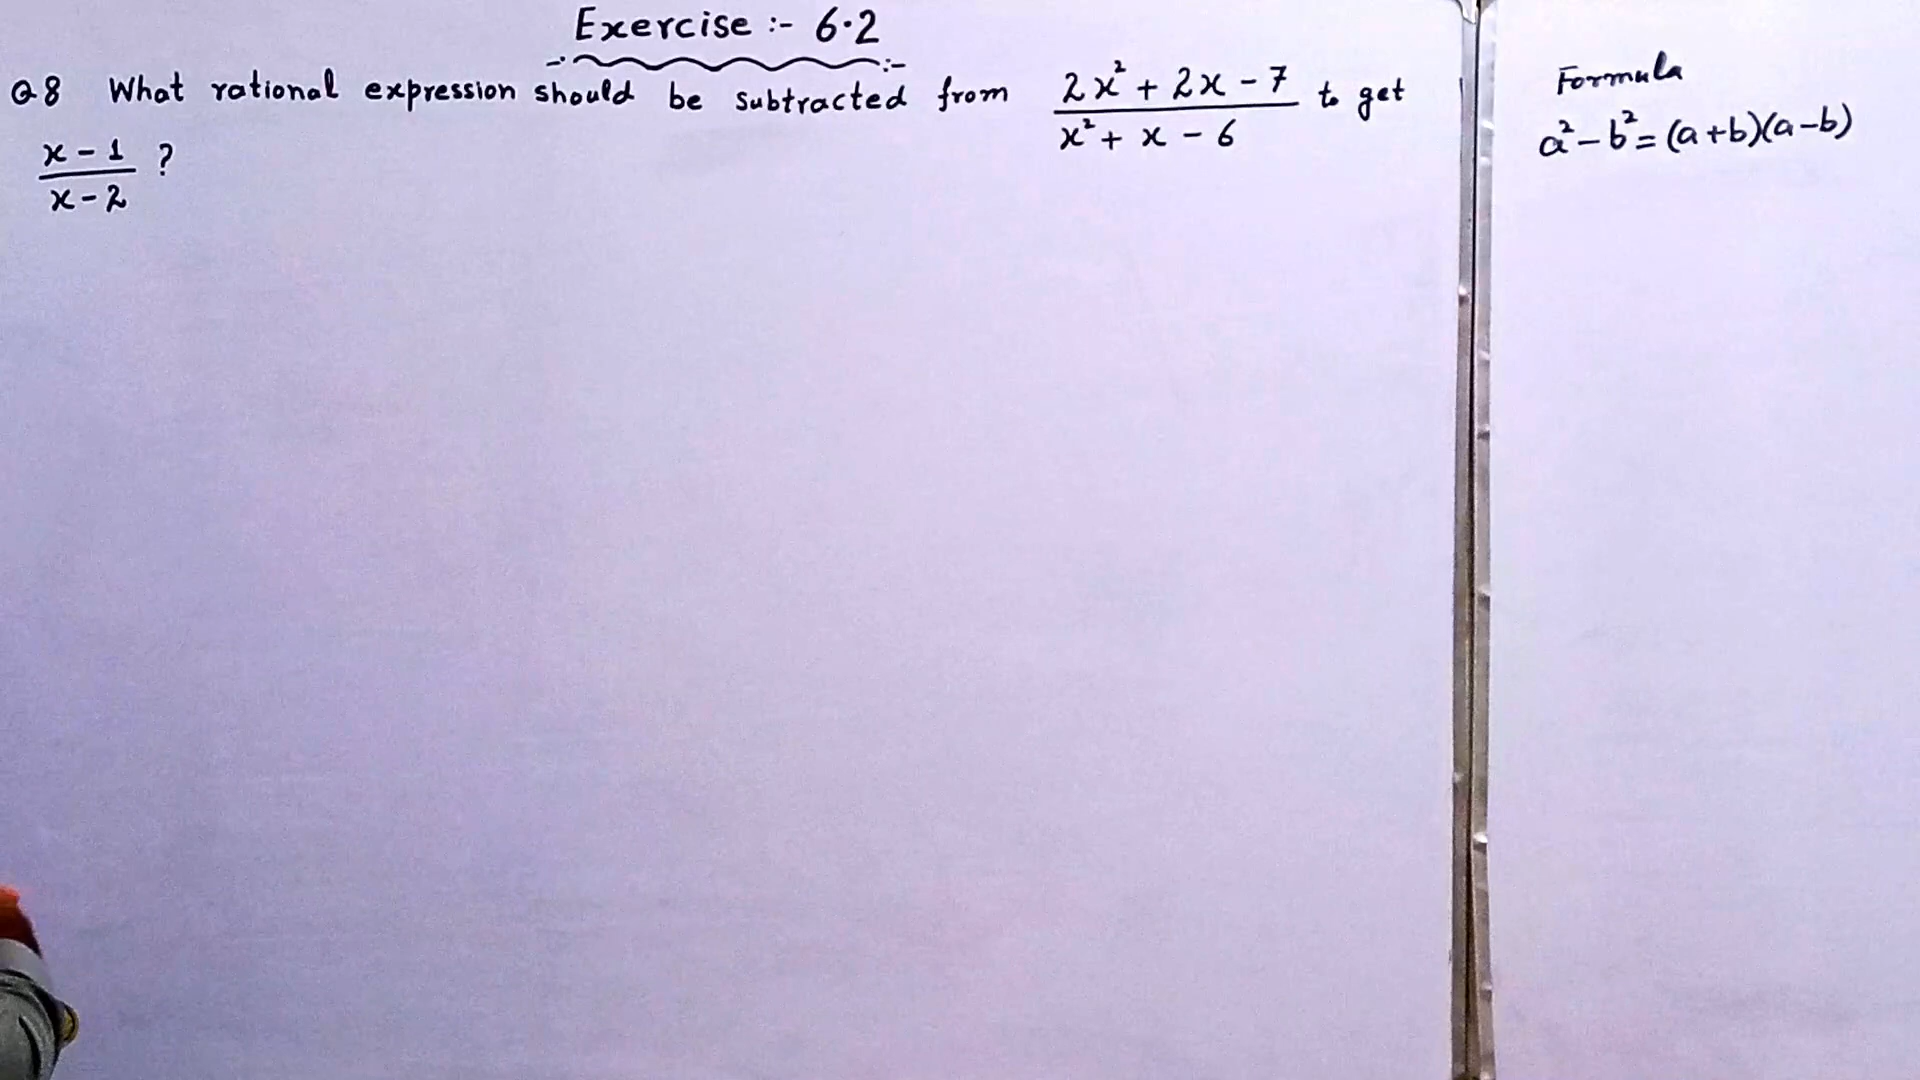 Exercise :- 6.2
Q8 What rational expression should be subtracted from (2x² + 2x - 7)/(x² + x - 6) to get
(x - 1)/(x - 2) ?
Formula
a² - b² = (a+b)(a-b)